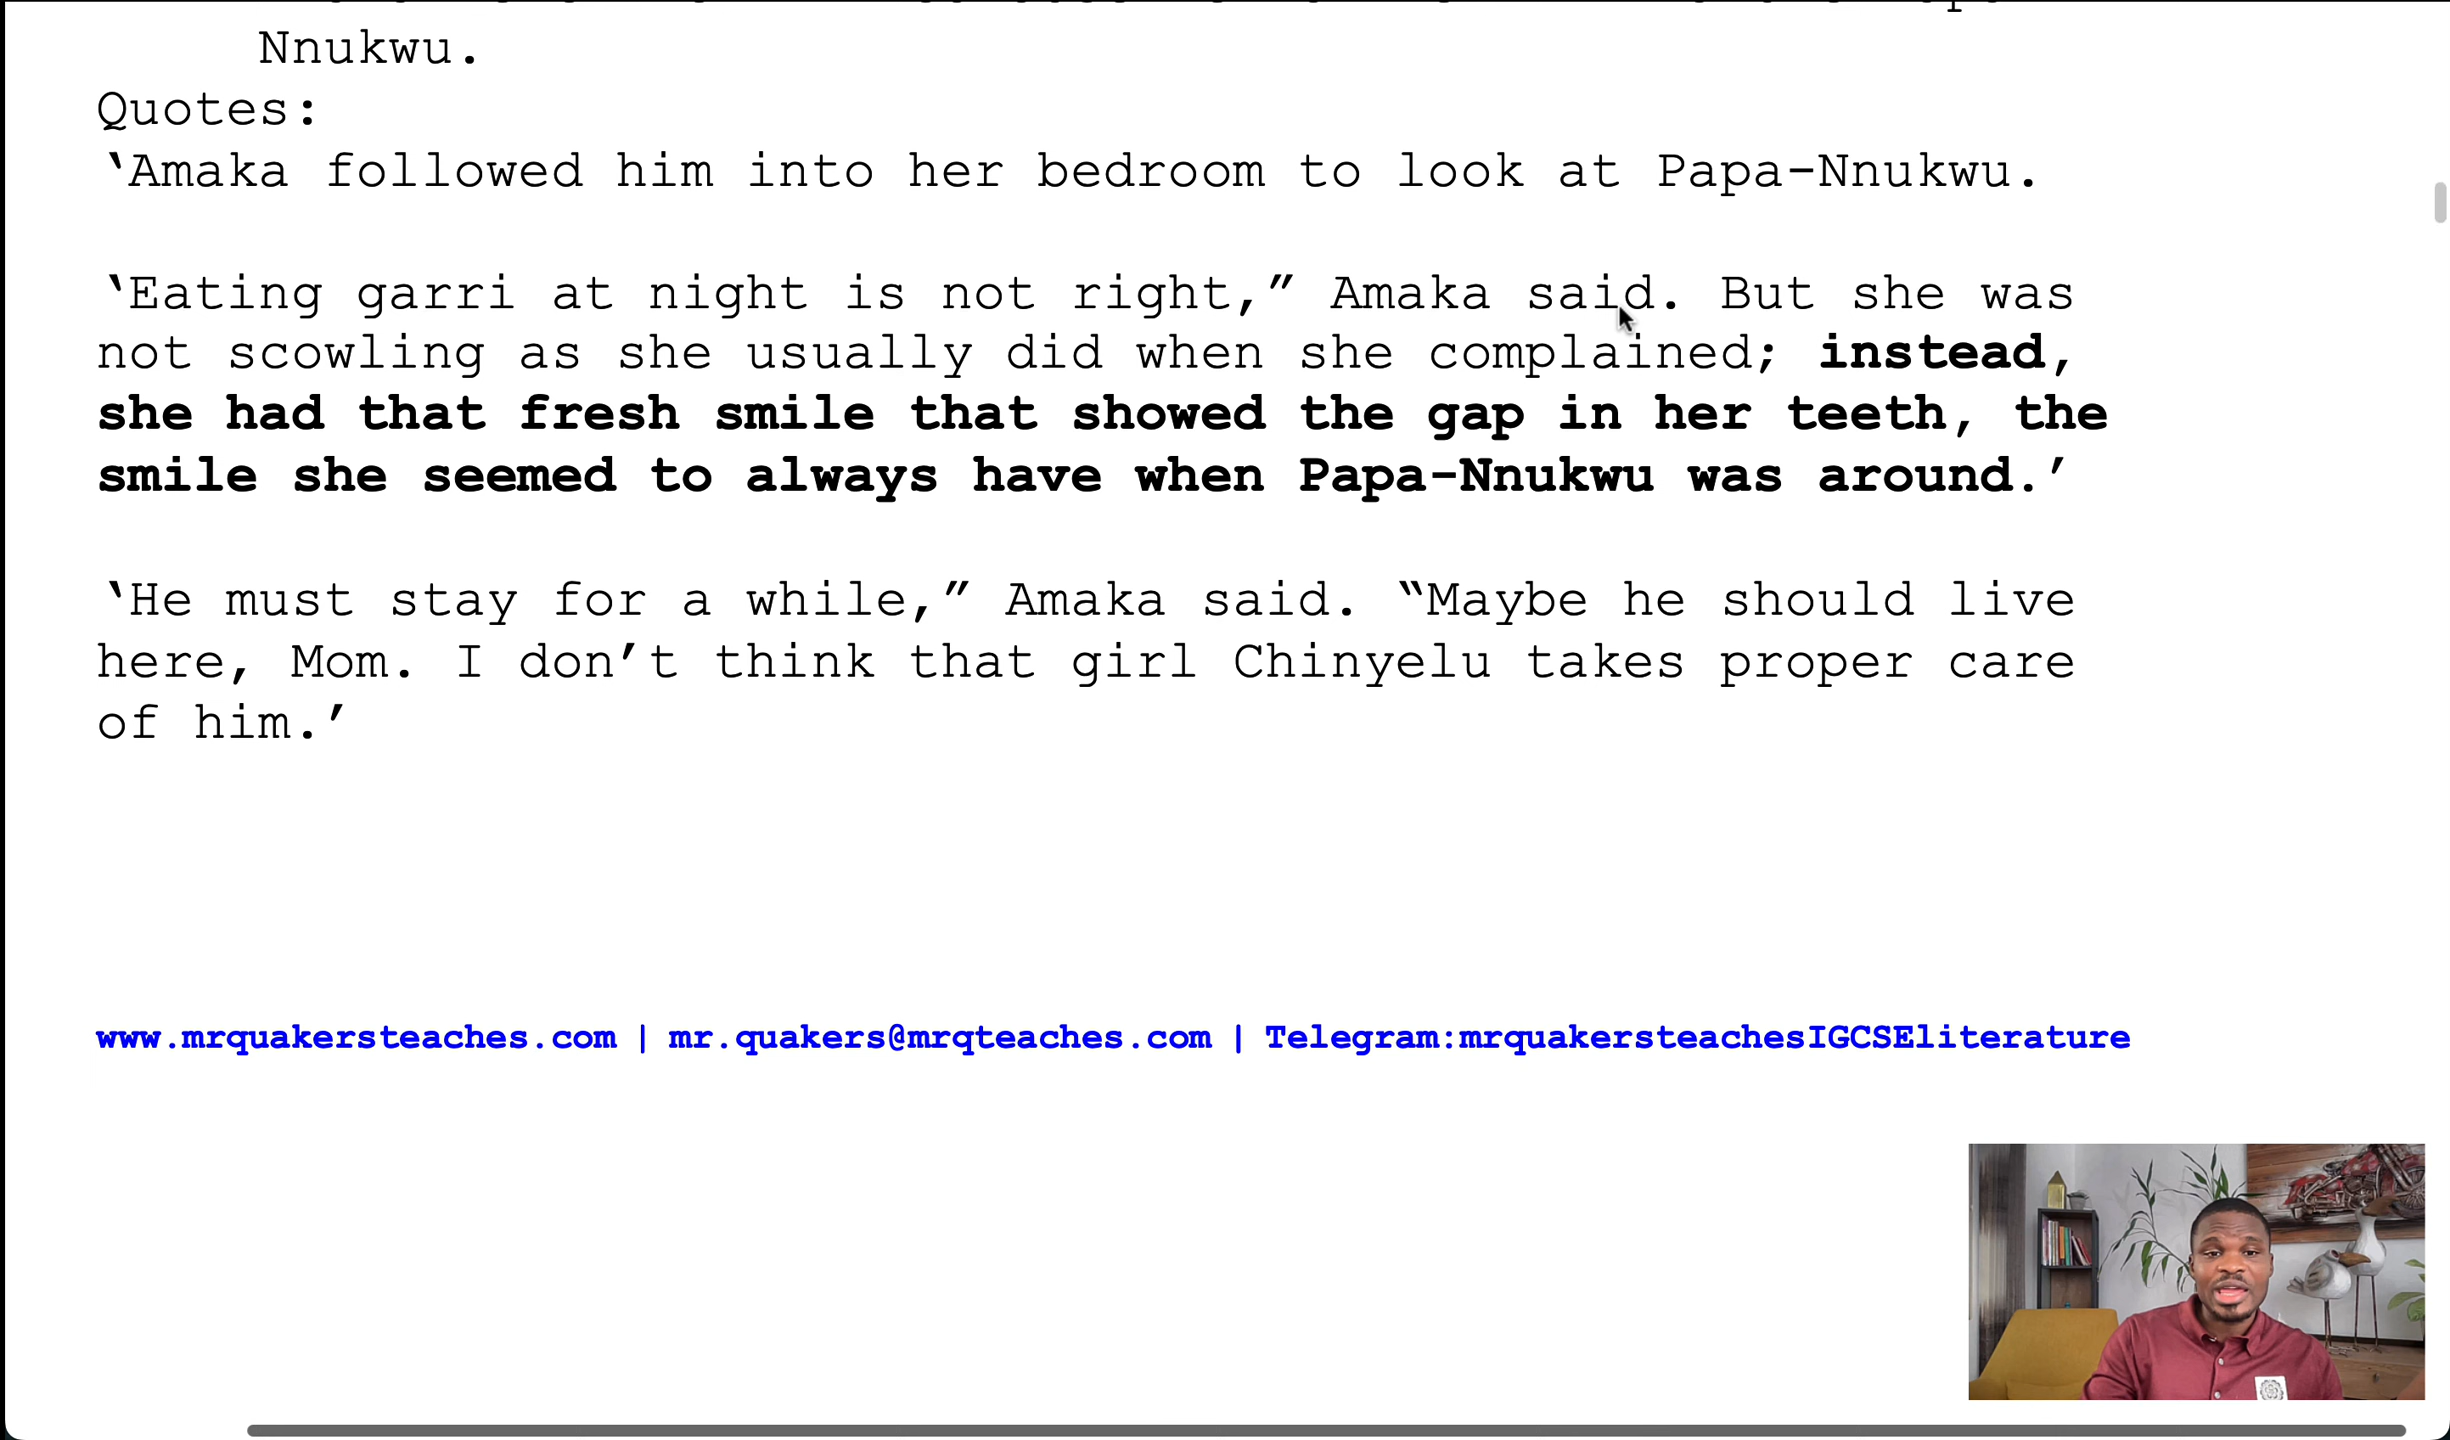 Nnukwu.
Quotes:
‘Amaka followed him into her bedroom to look at Papa-Nnukwu.
‘Eating garri at night is not right,” Amaka said. But she was
not scowling as she usually did when she complained; instead,
she had that fresh smile that showed the gap in her teeth, the
smile she seemed to always have when Papa-Nnukwu was around.’
‘He must stay for a while,” Amaka said. “Maybe he should live
here, Mom. I don’t think that girl Chinyelu takes proper care
of him.’
www.mrquakersteaches.com | mr.quakers@mrqteaches.com | Telegram:mrquakersteachesIGCSEliterature